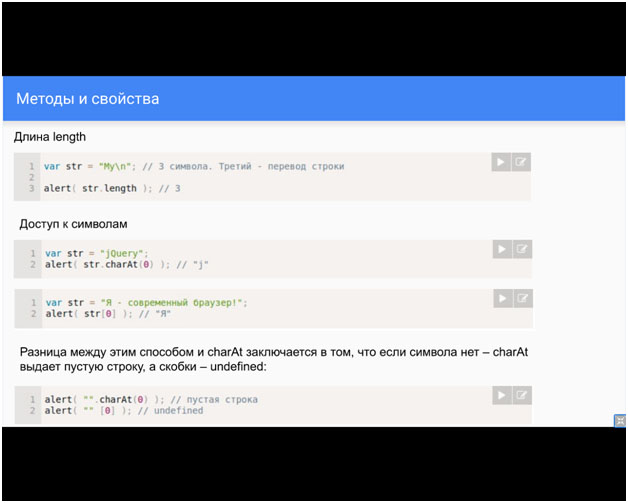 Методы и свойства
Длина length
1 var str = "My\n"; // 3 символа. Третий - перевод строки
2
3 alert( str.length ); // 3
Доступ к символам
1 var str = "jQuery";
2 alert( str.charAt(0) ); // "j"
1 var str = "Я - современный браузер!";
2 alert( str[0] ); // "Я"
Разница между этим способом и charAt заключается в том, что если символа нет – charAt
выдает пустую строку, а скобки – undefined:
1 alert( "".charAt(0) ); // пустая строка
2 alert( "" [0] ); // undefined